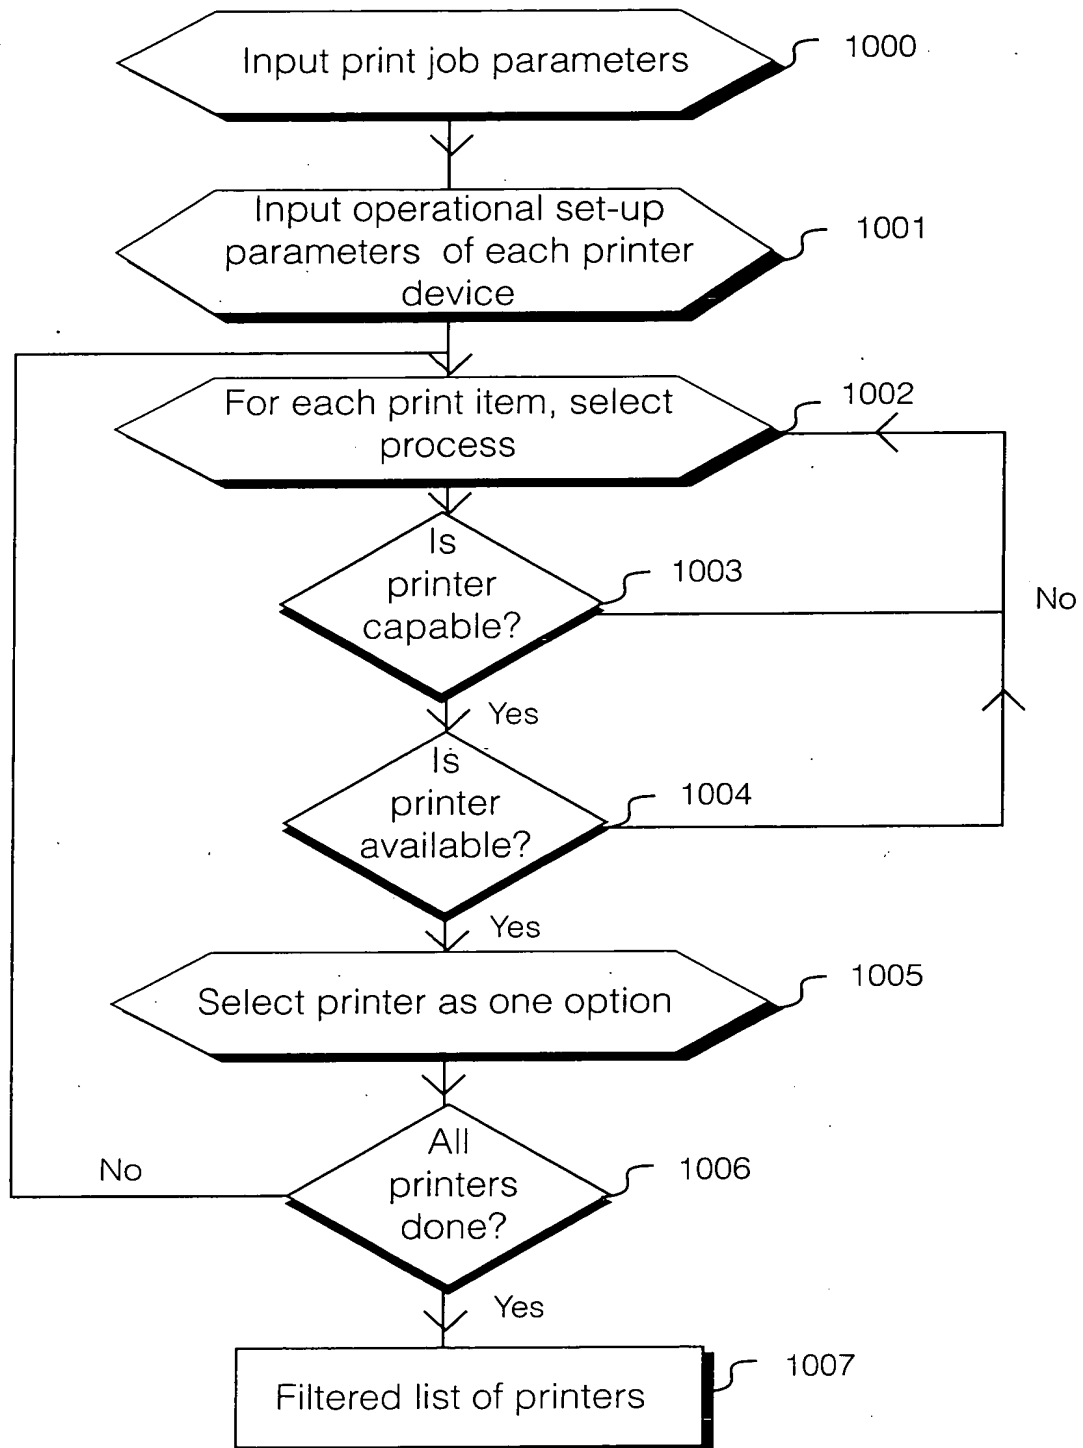 Input print job parameters
1000
Input operational set-up
parameters of each printer
device
1001
For each print item, select
process
1002
Is
printer
capable?
1003
No
Yes
Is
printer
available?
1004
Yes
Select printer as one option
1005
All
printers
done?
1006
No
Yes
Filtered list of printers
1007